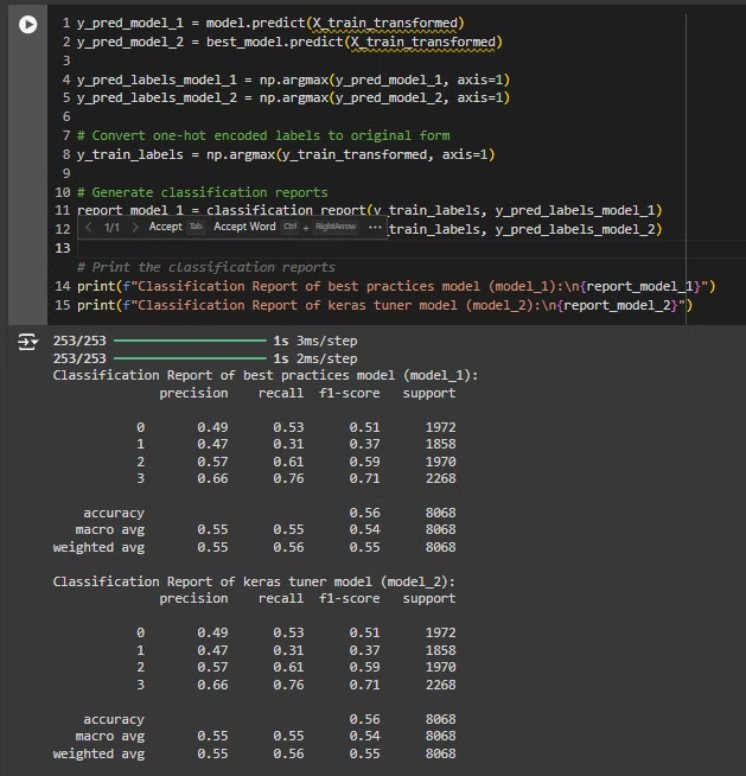 1 y_pred_model_1 = model.predict(X_train_transformed)
2 y_pred_model_2 = best_model.predict(X_train_transformed)
3
4 y_pred_labels_model_1 = np.argmax(y_pred_model_1, axis=1)
5 y_pred_labels_model_2 = np.argmax(y_pred_model_2, axis=1)
6
7 # Convert one-hot encoded labels to original form
8 y_train_labels = np.argmax(y_train_transformed, axis=1)
9
10 # Generate classification reports
11 report_model_1 = classification_report(y_train_labels, y_pred_labels_model_1)
12 < 1/1 > Accept Tab Accept Word Ctrl + RightArrow ··· train_labels, y_pred_labels_model_2)
13
# Print the classification reports
14 print(f"Classification Report of best practices model (model_1):\n{report_model_1}")
15 print(f"Classification Report of keras tuner model (model_2):\n{report_model_2}")
253/253 1s 3ms/step
253/253 1s 2ms/step
Classification Report of best practices model (model_1):
precision recall f1-score support
0 0.49 0.53 0.51 1972
1 0.47 0.31 0.37 1858
2 0.57 0.61 0.59 1970
3 0.66 0.76 0.71 2268
accuracy 0.56 8068
macro avg 0.55 0.55 0.54 8068
weighted avg 0.55 0.56 0.55 8068
Classification Report of keras tuner model (model_2):
precision recall f1-score support
0 0.49 0.53 0.51 1972
1 0.47 0.31 0.37 1858
2 0.57 0.61 0.59 1970
3 0.66 0.76 0.71 2268
accuracy 0.56 8068
macro avg 0.55 0.55 0.54 8068
weighted avg 0.55 0.56 0.55 8068